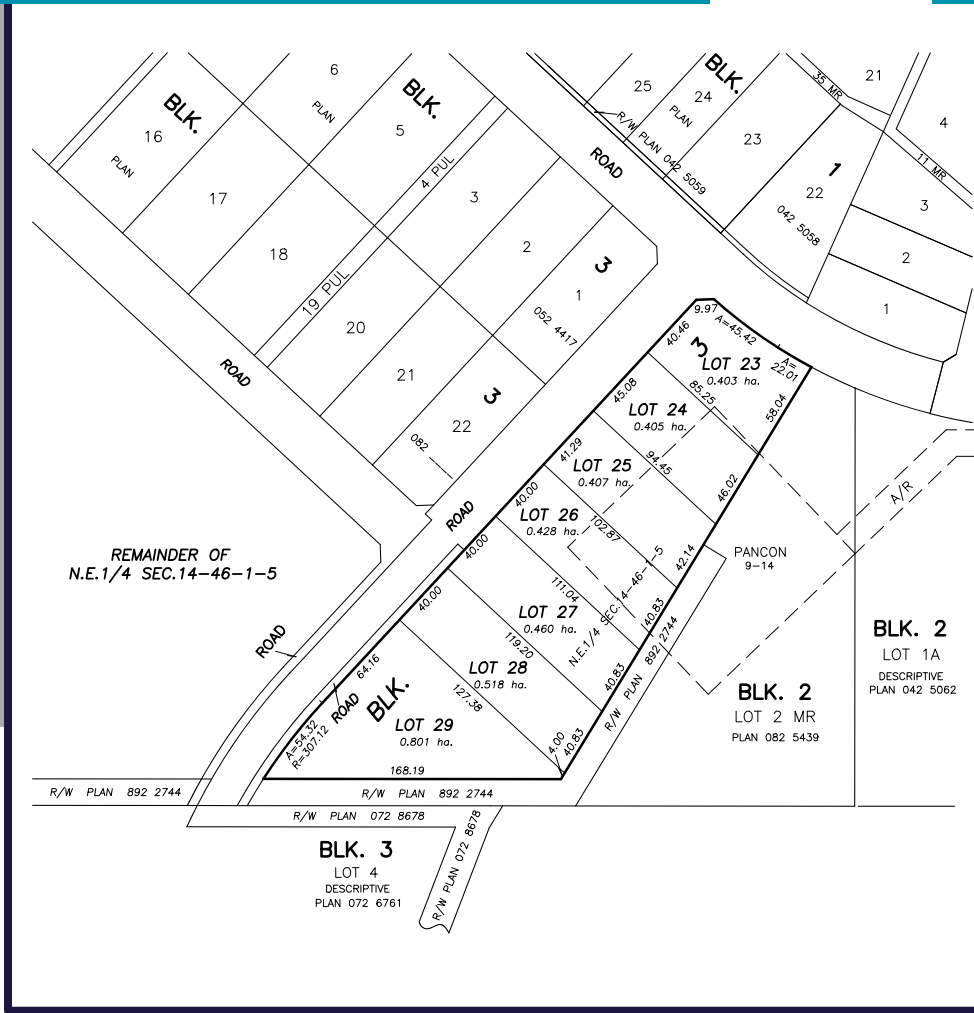 6
BLK.
16
PLAN
PLAN
BLK.
5
17
4 PUL
3
18
2
19 PUL
3
1
052 4417
20
21
3
22
082
ROAD
25
BLK.
24
PLAN
R/W PLAN 042 5059
23
35 MR
21
4
11 MR
1
22
042 5058
3
2
1
ROAD
9.97
A=45.42
A=
22.01
40.46
3
LOT 23
0.403 ha.
85.25
58.04
45.08
LOT 24
0.405 ha.
94.45
46.02
41.29
LOT 25
0.407 ha.
102.87
42.14
40.00
LOT 26
0.428 ha.
111.04
40.83
40.00
LOT 27
0.460 ha.
119.20
40.83
40.00
LOT 28
0.518 ha.
127.38
40.83
4.00
64.16
BLK.
LOT 29
0.801 ha.
A=54.32
R=307.12
168.19
ROAD
ROAD
ROAD
N.E.1/4 SEC.14-46-1-5
R/W PLAN 892 2744
PANCON
9-14
A/R
REMAINDER OF
N.E.1/4 SEC.14-46-1-5
BLK. 2
LOT 1A
DESCRIPTIVE
PLAN 042 5062
BLK. 2
LOT 2 MR
PLAN 082 5439
R/W PLAN 892 2744
R/W PLAN 892 2744
R/W PLAN 072 8678
R/W PLAN 072 8678
BLK. 3
LOT 4
DESCRIPTIVE
PLAN 072 6761